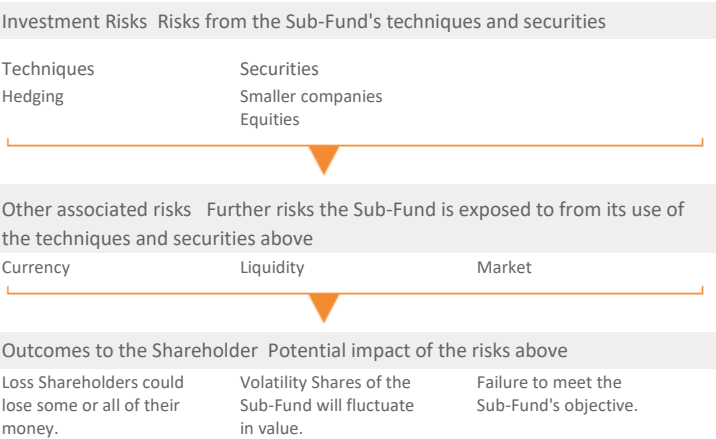 Investment Risks Risks from the Sub-Fund's techniques and securities
Techniques
Hedging
Securities
Smaller companies
Equities
Other associated risks Further risks the Sub-Fund is exposed to from its use of
the techniques and securities above
Currency
Liquidity
Market
Outcomes to the Shareholder Potential impact of the risks above
Loss Shareholders could
lose some or all of their
money.
Volatility Shares of the
Sub-Fund will fluctuate
in value.
Failure to meet the
Sub-Fund's objective.